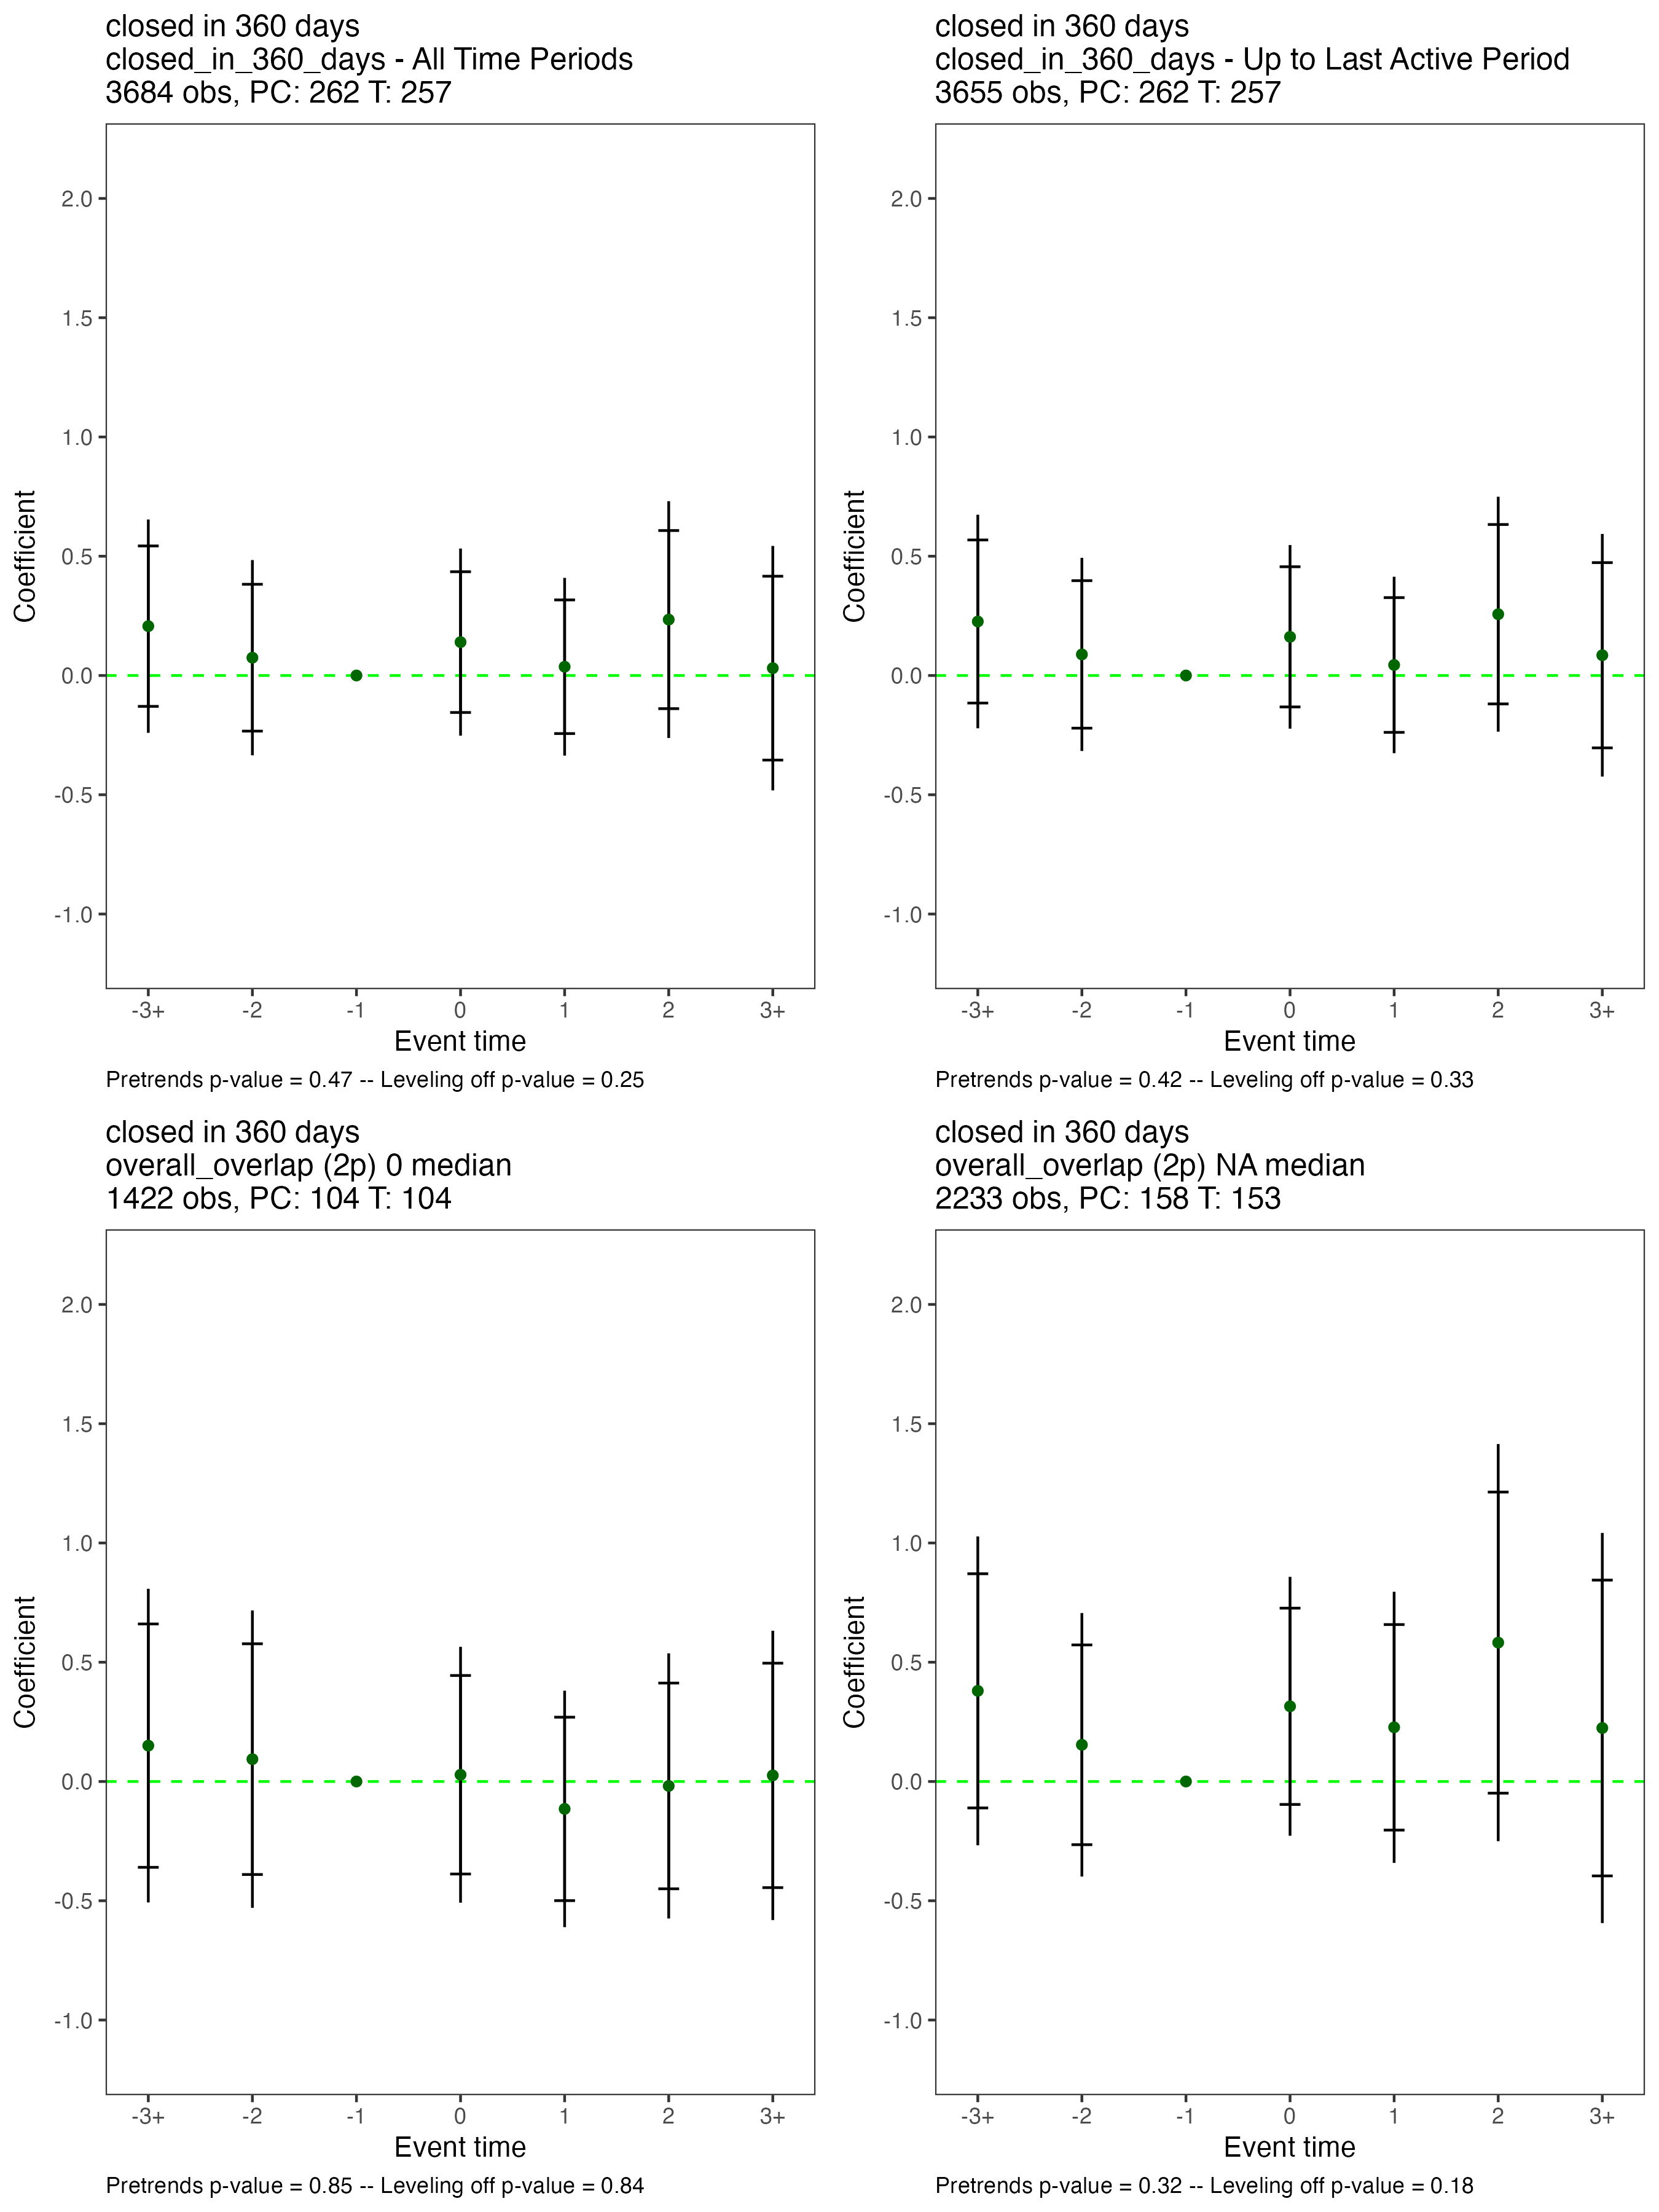 closed in 360 days
closed_in_360_days - All Time Periods
3684 obs, PC: 262 T: 257
2.0
1.5
1.0
0.5
0.0
-0.5
-1.0
Coefficient
-3+ -2 -1 0 1 2 3+
Event time
Pretrends p-value = 0.47 -- Leveling off p-value = 0.25
closed in 360 days
closed_in_360_days - Up to Last Active Period
3655 obs, PC: 262 T: 257
2.0
1.5
1.0
0.5
0.0
-0.5
-1.0
Coefficient
-3+ -2 -1 0 1 2 3+
Event time
Pretrends p-value = 0.42 -- Leveling off p-value = 0.33
closed in 360 days
overall_overlap (2p) 0 median
1422 obs, PC: 104 T: 104
2.0
1.5
1.0
0.5
0.0
-0.5
-1.0
Coefficient
-3+ -2 -1 0 1 2 3+
Event time
Pretrends p-value = 0.85 -- Leveling off p-value = 0.84
closed in 360 days
overall_overlap (2p) NA median
2233 obs, PC: 158 T: 153
2.0
1.5
1.0
0.5
0.0
-0.5
-1.0
Coefficient
-3+ -2 -1 0 1 2 3+
Event time
Pretrends p-value = 0.32 -- Leveling off p-value = 0.18